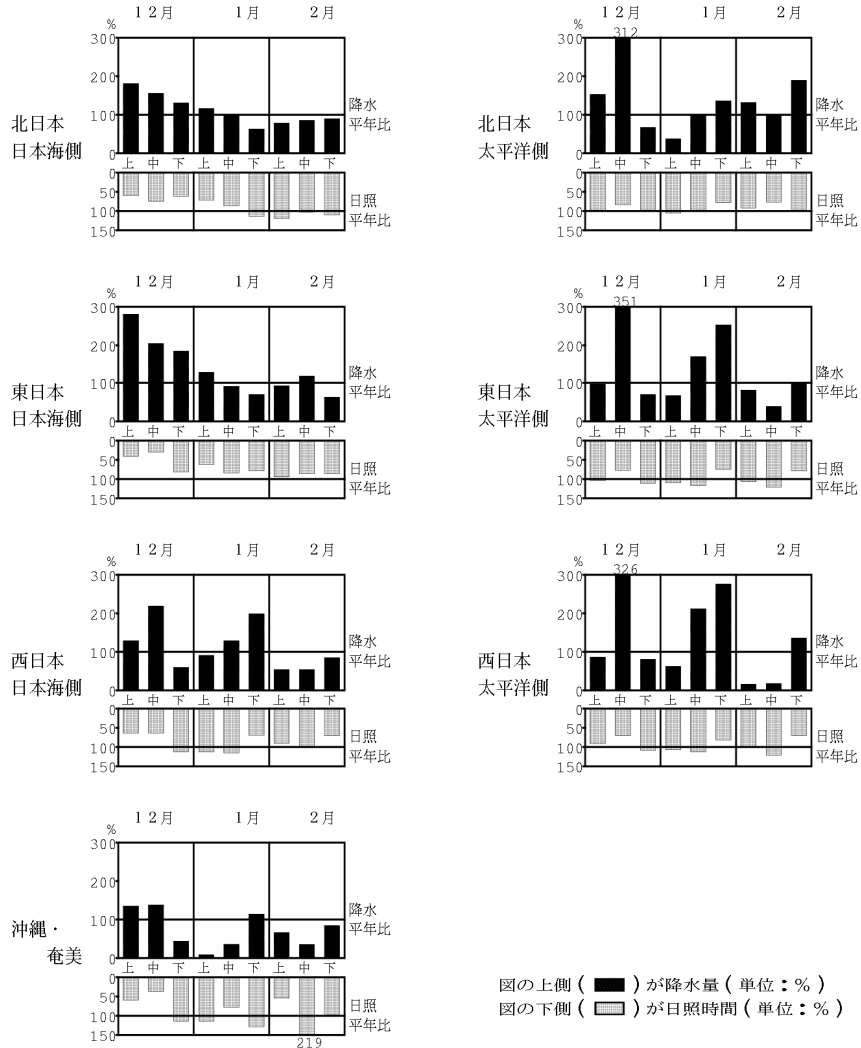 １２月 １月 ２月
%
300
200
100
0
降水
平年比
北日本
日本海側
上 中 下 上 中 下 上 中 下
0
50
100
150
日照
平年比
１２月 １月 ２月
%
312
300
200
100
0
降水
平年比
北日本
太平洋側
上 中 下 上 中 下 上 中 下
0
50
100
150
日照
平年比
１２月 １月 ２月
%
300
200
100
0
降水
平年比
東日本
日本海側
上 中 下 上 中 下 上 中 下
0
50
100
150
日照
平年比
１２月 １月 ２月
%
351
300
200
100
0
降水
平年比
東日本
太平洋側
上 中 下 上 中 下 上 中 下
0
50
100
150
日照
平年比
１２月 １月 ２月
%
300
200
100
0
降水
平年比
西日本
日本海側
上 中 下 上 中 下 上 中 下
0
50
100
150
日照
平年比
１２月 １月 ２月
%
326
300
200
100
0
降水
平年比
西日本
太平洋側
上 中 下 上 中 下 上 中 下
0
50
100
150
日照
平年比
１２月 １月 ２月
%
300
200
100
0
降水
平年比
沖縄・
奄美
上 中 下 上 中 下 上 中 下
0
50
100
150
日照
平年比
219
図の上側（ ）が降水量（単位：％）
図の下側（ ）が日照時間（単位：％）